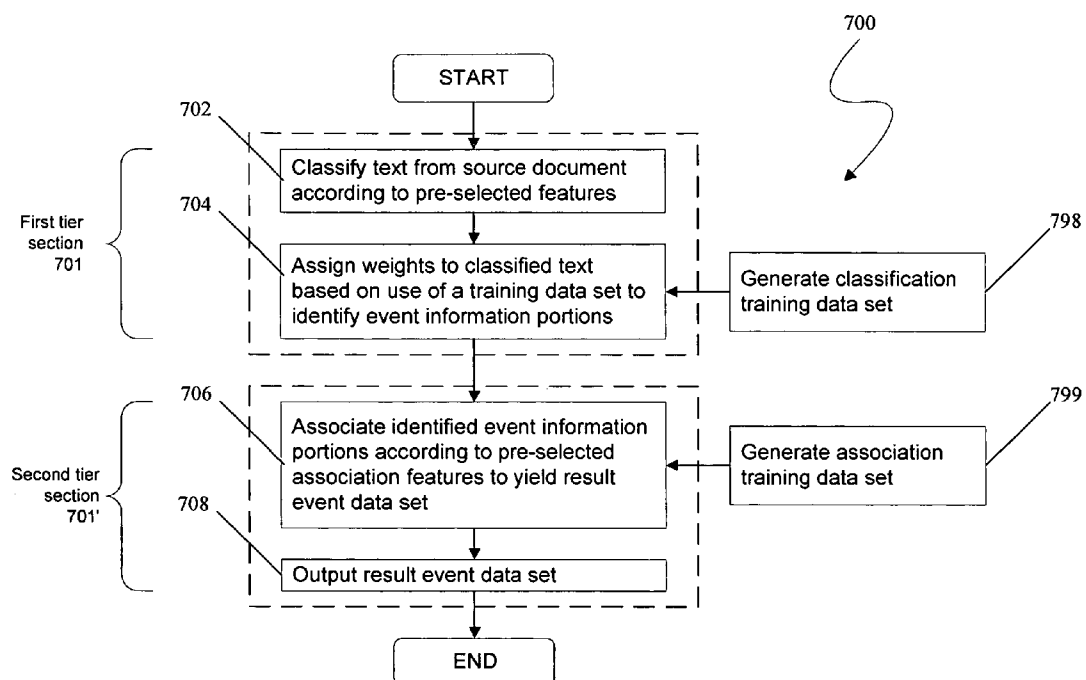 700
START
702
Classify text from source document
according to pre-selected features
704
First tier
section
701
Assign weights to classified text
based on use of a training data set to
identify event information portions
798
Generate classification
training data set
706
Associate identified event information
portions according to pre-selected
association features to yield result
event data set
799
Generate association
training data set
Second tier
section
701'
708
Output result event data set
END